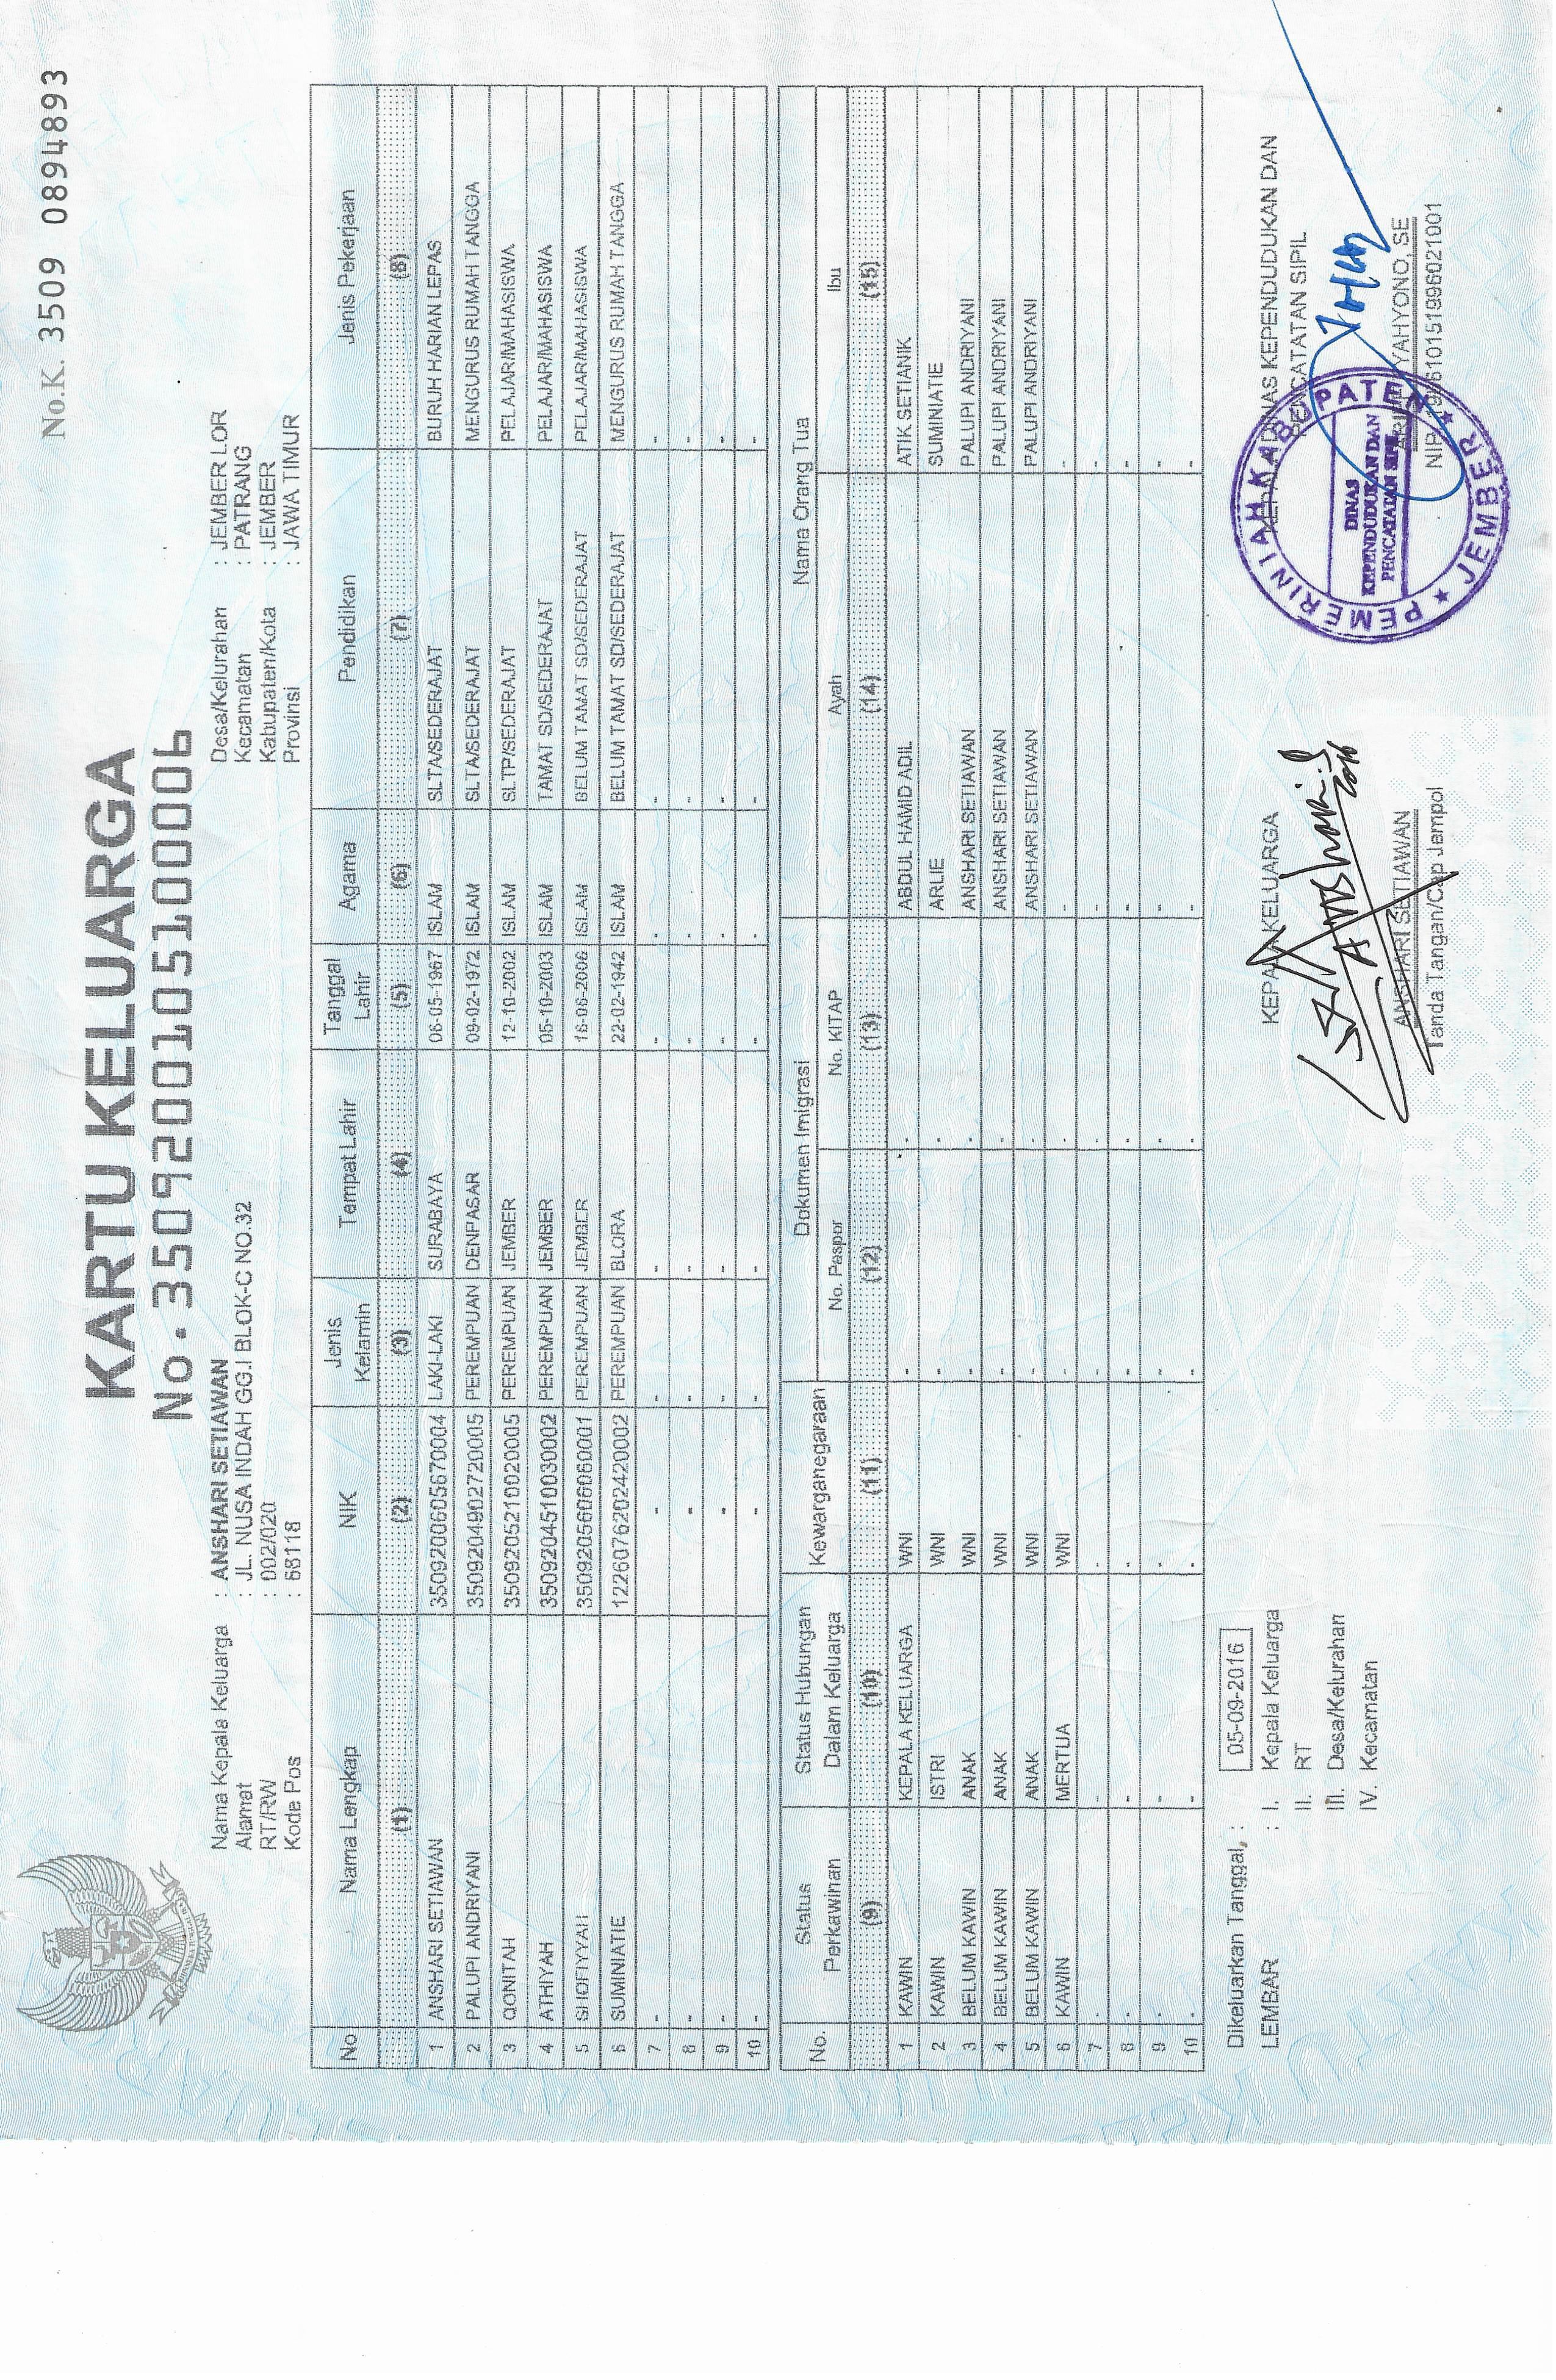 No.K. 3509 0894893
KARTU KELUARGA
No.3509200105100006
Nama Kepala Keluarga : ANSHARI SETIAWAN
Alamat : JL. NUSA INDAH GG.I BLOK-C NO.32
RT/RW : 002/020
Kode Pos : 68118
Desa/Kelurahan : JEMBER LOR
Kecamatan : PATRANG
Kabupaten/Kota : JEMBER
Provinsi : JAWA TIMUR
No Nama Lengkap NIK Jenis Kelamin Tempat Lahir Tanggal Lahir Agama Pendidikan Jenis Pekerjaan
(1) (2) (3) (4) (5) (6) (7) (8)
1 ANSHARI SETIAWAN 3509200605670004 LAKI-LAKI SURABAYA 06-05-1967 ISLAM SLTA/SEDERAJAT BURUH HARIAN LEPAS
2 PALUPI ANDRIYANI 3509204902720005 PEREMPUAN DENPASAR 09-02-1972 ISLAM SLTA/SEDERAJAT MENGURUS RUMAH TANGGA
3 QONITAH 3509205210020005 PEREMPUAN JEMBER 12-10-2002 ISLAM SLTP/SEDERAJAT PELAJAR/MAHASISWA
4 ATHIYAH 3509204510030002 PEREMPUAN JEMBER 05-10-2003 ISLAM TAMAT SD/SEDERAJAT PELAJAR/MAHASISWA
5 SHOFIYYAH 3509205606060001 PEREMPUAN JEMBER 16-06-2006 ISLAM BELUM TAMAT SD/SEDERAJAT PELAJAR/MAHASISWA
6 SUMINIATIE 1226076202420002 PEREMPUAN BLORA 22-02-1942 ISLAM BELUM TAMAT SD/SEDERAJAT MENGURUS RUMAH TANGGA
7 - - - - - - - -
8 - - - - - - - -
9 - - - - - - - -
10 - - - - - - - -
No. Status Perkawinan Status Hubungan Dalam Keluarga Kewarganegaraan Dokumen Imigrasi Nama Orang Tua
No. Paspor No. KITAP Ayah Ibu
(9) (10) (11) (12) (13) (14) (15)
1 KAWIN KEPALA KELUARGA WNI - - ABDUL HAMID ADIL ATIK SETIANIK
2 KAWIN ISTRI WNI - - ARLIE SUMINIATIE
3 BELUM KAWIN ANAK WNI - - ANSHARI SETIAWAN PALUPI ANDRIYANI
4 BELUM KAWIN ANAK WNI - - ANSHARI SETIAWAN PALUPI ANDRIYANI
5 BELUM KAWIN ANAK WNI - - ANSHARI SETIAWAN PALUPI ANDRIYANI
6 KAWIN MERTUA WNI - - - -
7 - - - - - - -
8 - - - - - - -
9 - - - - - - -
10 - - - - - - -
Dikeluarkan Tanggal, : 05-09-2016
LEMBAR : I. Kepala Keluarga
II. RT
III. Desa/Kelurahan
IV. Kecamatan
KEPALA KELUARGA
Anshari.S
2016
ANSHARI SETIAWAN
Tanda Tangan/Cap Jempol
KEPALA DINAS KEPENDUDUKAN DAN
PENCATATAN SIPIL
PEMERINTAH KABUPATEN
DINAS
KEPENDUDUKAN DAN
PENCATATAN SIPIL
JEMBER
YAHYONO, SE
NIP.